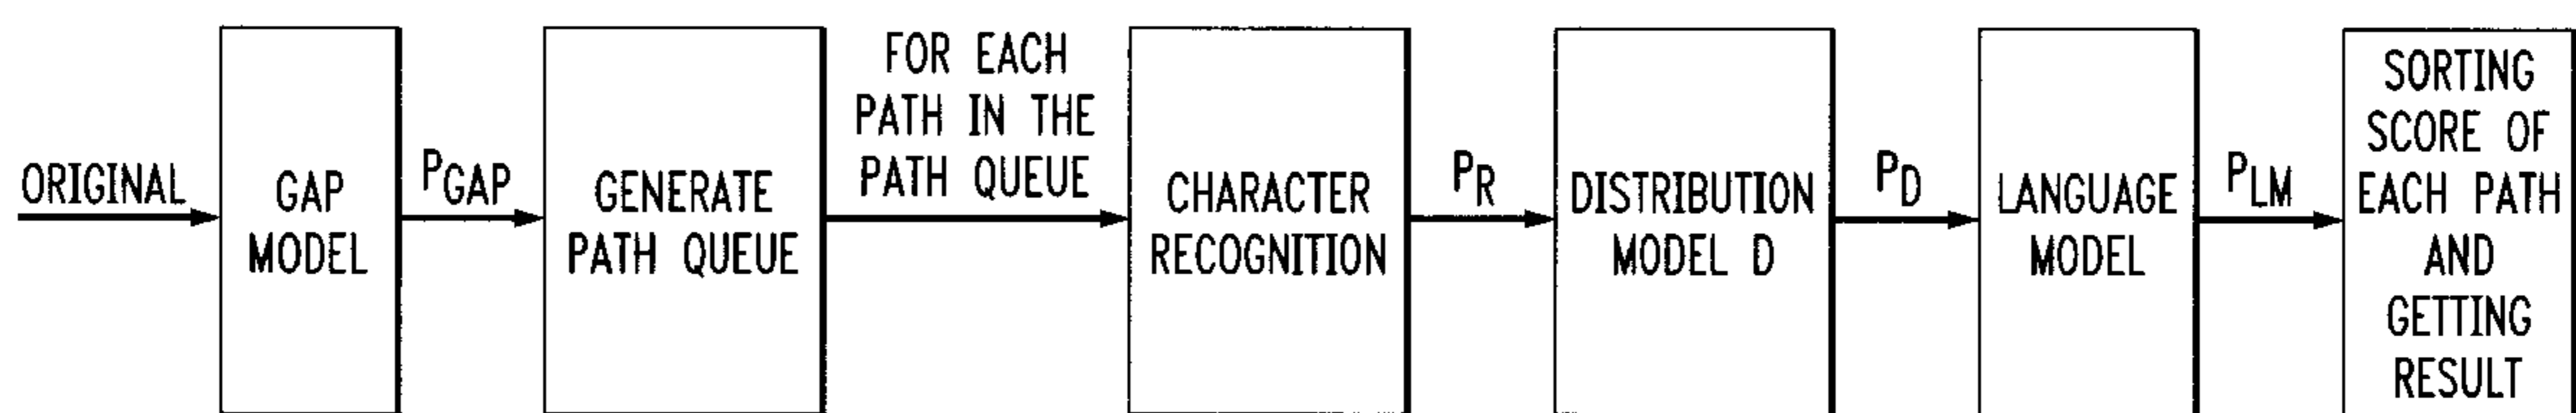 ORIGINAL
GAP
MODEL
PGAP
GENERATE
PATH QUEUE
FOR EACH
PATH IN THE
PATH QUEUE
CHARACTER
RECOGNITION
PR
DISTRIBUTION
MODEL D
PD
LANGUAGE
MODEL
PLM
SORTING
SCORE OF
EACH PATH
AND
GETTING
RESULT